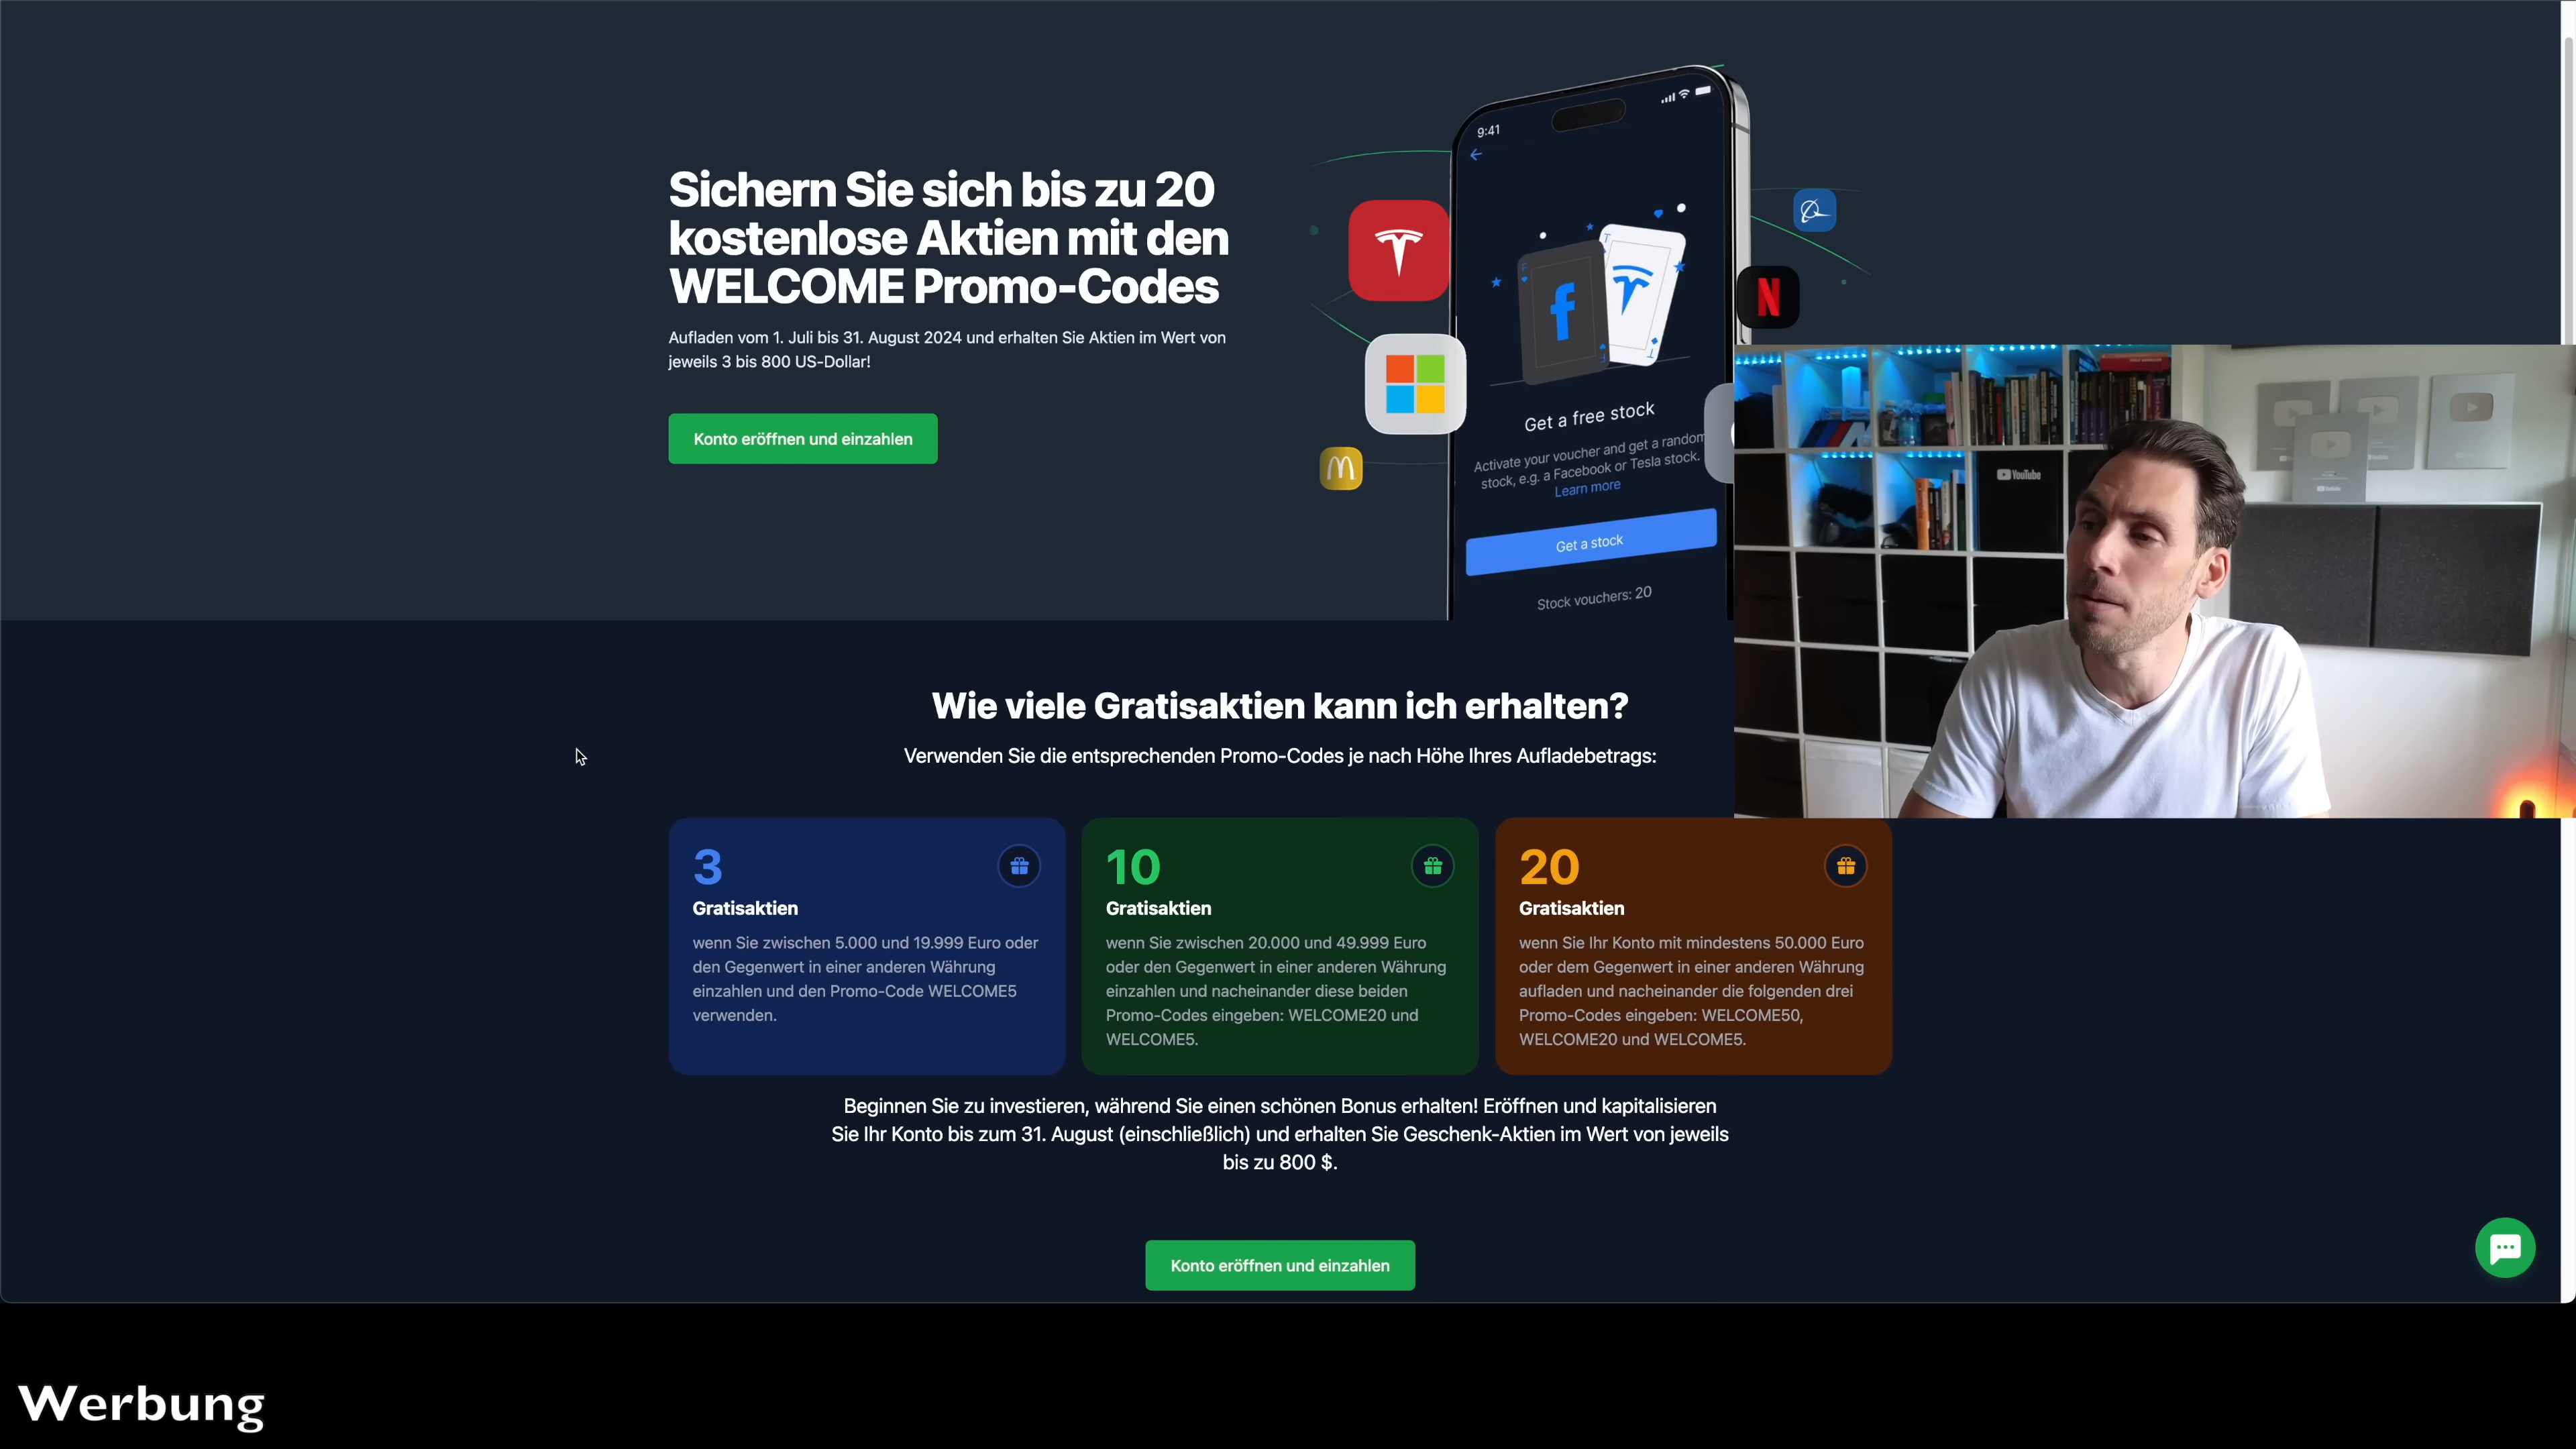 Sichern Sie sich bis zu 20
kostenlose Aktien mit den
WELCOME Promo-Codes
Aufladen vom 1. Juli bis 31. August 2024 und erhalten Sie Aktien im Wert von
jeweils 3 bis 800 US-Dollar!
Konto eröffnen und einzahlen
9:41
Get a free stock
Activate your voucher and get a random
stock, e.g. a Facebook or Tesla stock.
Learn more
Get a stock
Stock vouchers: 20
YouTube
Wie viele Gratisaktien kann ich erhalten?
Verwenden Sie die entsprechenden Promo-Codes je nach Höhe Ihres Aufladebetrags:
3
Gratisaktien
wenn Sie zwischen 5.000 und 19.999 Euro oder
den Gegenwert in einer anderen Währung
einzahlen und den Promo-Code WELCOME5
verwenden.
10
Gratisaktien
wenn Sie zwischen 20.000 und 49.999 Euro
oder den Gegenwert in einer anderen Währung
einzahlen und nacheinander diese beiden
Promo-Codes eingeben: WELCOME20 und
WELCOME5.
20
Gratisaktien
wenn Sie Ihr Konto mit mindestens 50.000 Euro
oder dem Gegenwert in einer anderen Währung
aufladen und nacheinander die folgenden drei
Promo-Codes eingeben: WELCOME50,
WELCOME20 und WELCOME5.
Beginnen Sie zu investieren, während Sie einen schönen Bonus erhalten! Eröffnen und kapitalisieren
Sie Ihr Konto bis zum 31. August (einschließlich) und erhalten Sie Geschenk-Aktien im Wert von jeweils
bis zu 800 $.
Konto eröffnen und einzahlen
Werbung